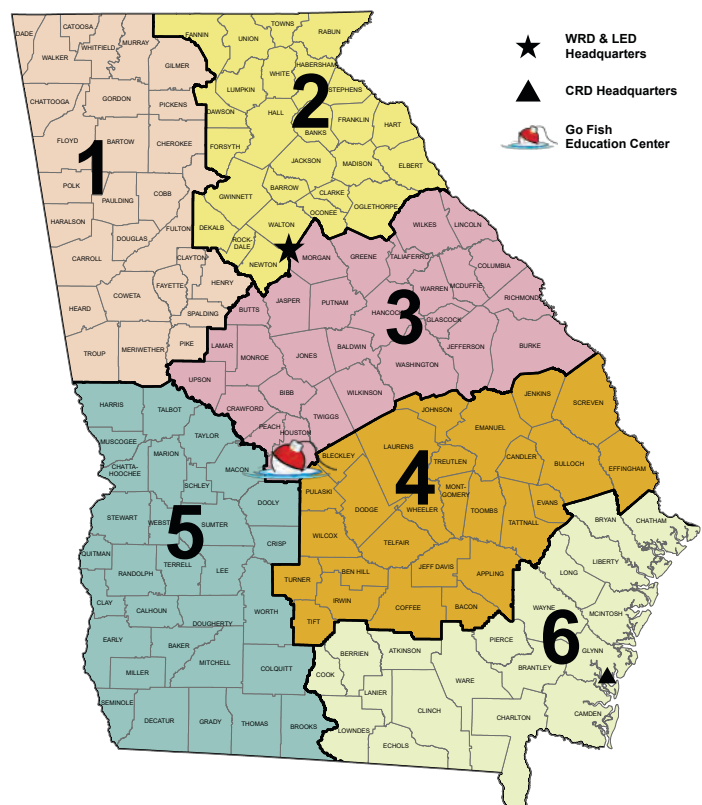 WRD & LED
Headquarters
CRD Headquarters
Go Fish
Education Center
1
DADE
CATOOSA
WHITFIELD
MURRAY
WALKER
GILMER
CHATTOOGA
GORDON
PICKENS
FLOYD
BARTOW
CHEROKEE
POLK
PAULDING
COBB
HARALSON
DOUGLAS
FULTON
CARROLL
CLAYTON
FAYETTE
HENRY
COWETA
HEARD
SPALDING
TROUP
MERIWETHER
PIKE
2
FANNIN
UNION
TOWNS
RABUN
WHITE
HABERSHAM
LUMPKIN
STEPHENS
DAWSON
HALL
BANKS
FRANKLIN
HART
FORSYTH
JACKSON
MADISON
ELBERT
GWINNETT
BARROW
CLARKE
OCONEE
OGLETHORPE
DEKALB
WALTON
ROCK-
DALE
NEWTON
3
MORGAN
GREENE
TALIAFERRO
WILKES
LINCOLN
COLUMBIA
WARREN
MCDUFFIE
RICHMOND
BUTTS
JASPER
PUTNAM
HANCOCK
GLASCOCK
LAMAR
MONROE
JONES
BALDWIN
WASHINGTON
JEFFERSON
BURKE
UPSON
BIBB
WILKINSON
CRAWFORD
TWIGGS
PEACH
HOUSTON
4
JOHNSON
JENKINS
SCREVEN
EMANUEL
LAURENS
BLECKLEY
TREUTLEN
CANDLER
BULLOCH
EFFINGHAM
PULASKI
MONT-
GOMERY
DODGE
WHEELER
TOOMBS
EVANS
TATTNALL
WILCOX
TELFAIR
TURNER
BEN HILL
JEFF DAVIS
APPLING
IRWIN
COFFEE
BACON
TIFT
5
HARRIS
TALBOT
TAYLOR
MUSCOGEE
MARION
CHATTA-
HOOCHEE
MACON
SCHLEY
DOOLY
STEWART
WEBST
SUMTER
CRISP
QUITMAN
RANDOLPH
TERRELL
LEE
CLAY
CALHOUN
DOUGHERTY
WORTH
EARLY
BAKER
MITCHELL
COLQUITT
MILLER
SEMINOLE
DECATUR
GRADY
THOMAS
BROOKS
6
BRYAN
CHATHAM
LIBERTY
LONG
WAYNE
MCINTOSH
PIERCE
GLYNN
BRANTLEY
BERRIEN
ATKINSON
COOK
WARE
LANIER
CLINCH
CHARLTON
CAMDEN
LOWNDES
ECHOLS